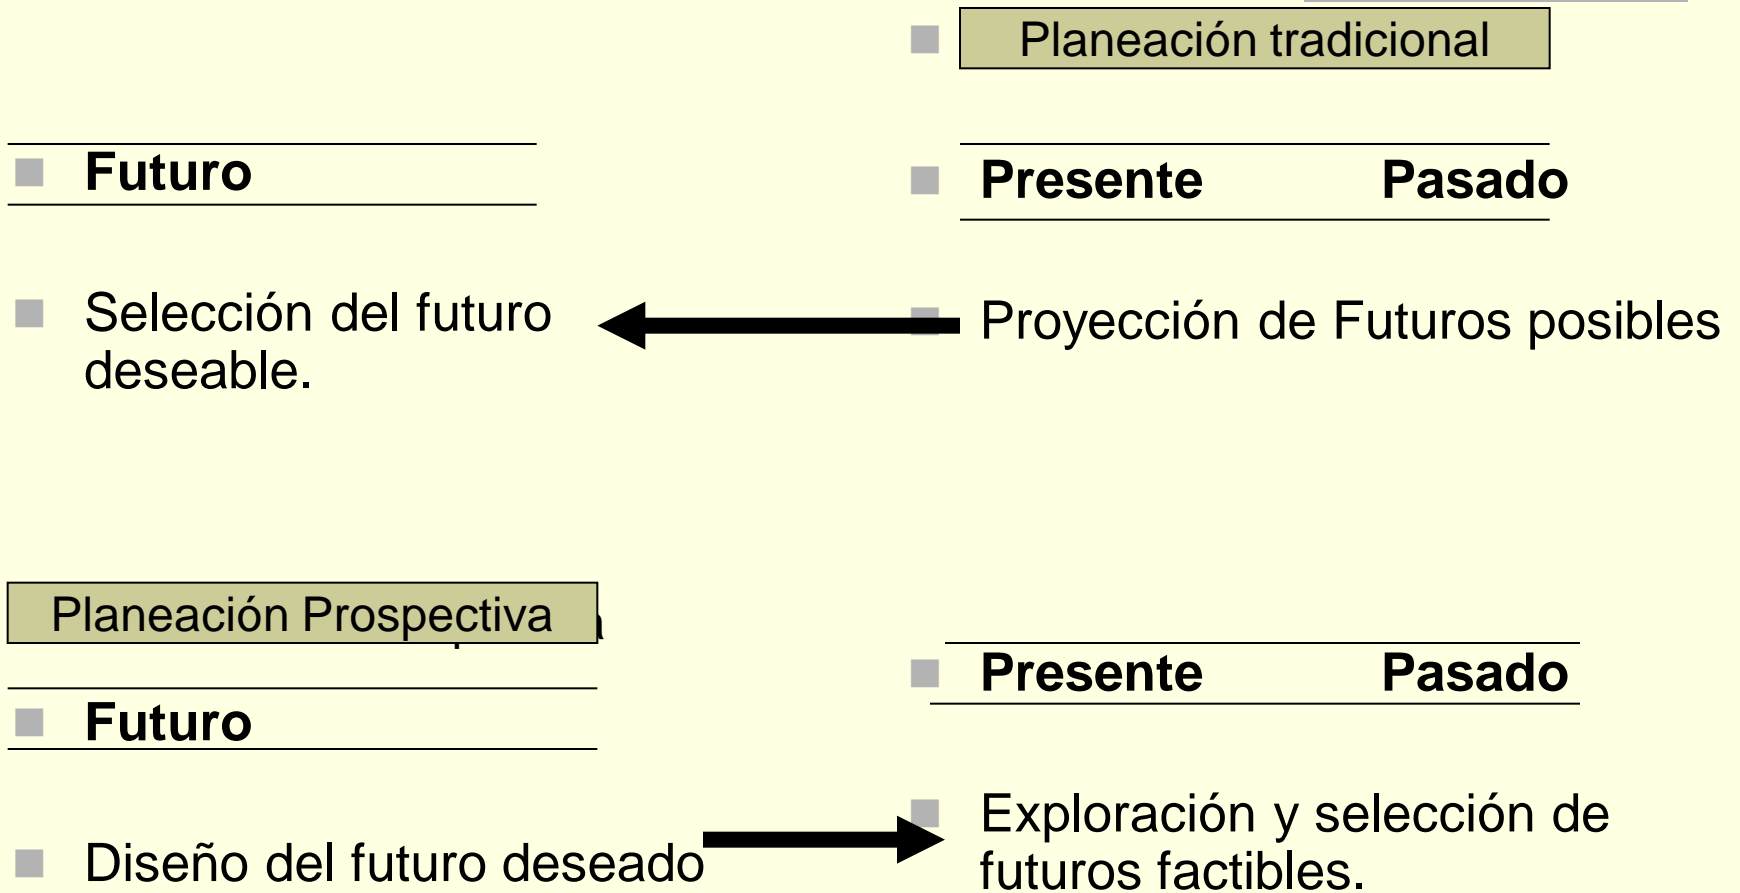 Planeación tradicional
Futuro
Presente Pasado
Selección del futuro
deseable.
Proyección de Futuros posibles
Planeación Prospectiva
Futuro
Presente Pasado
Diseño del futuro deseado
Exploración y selección de
futuros factibles.